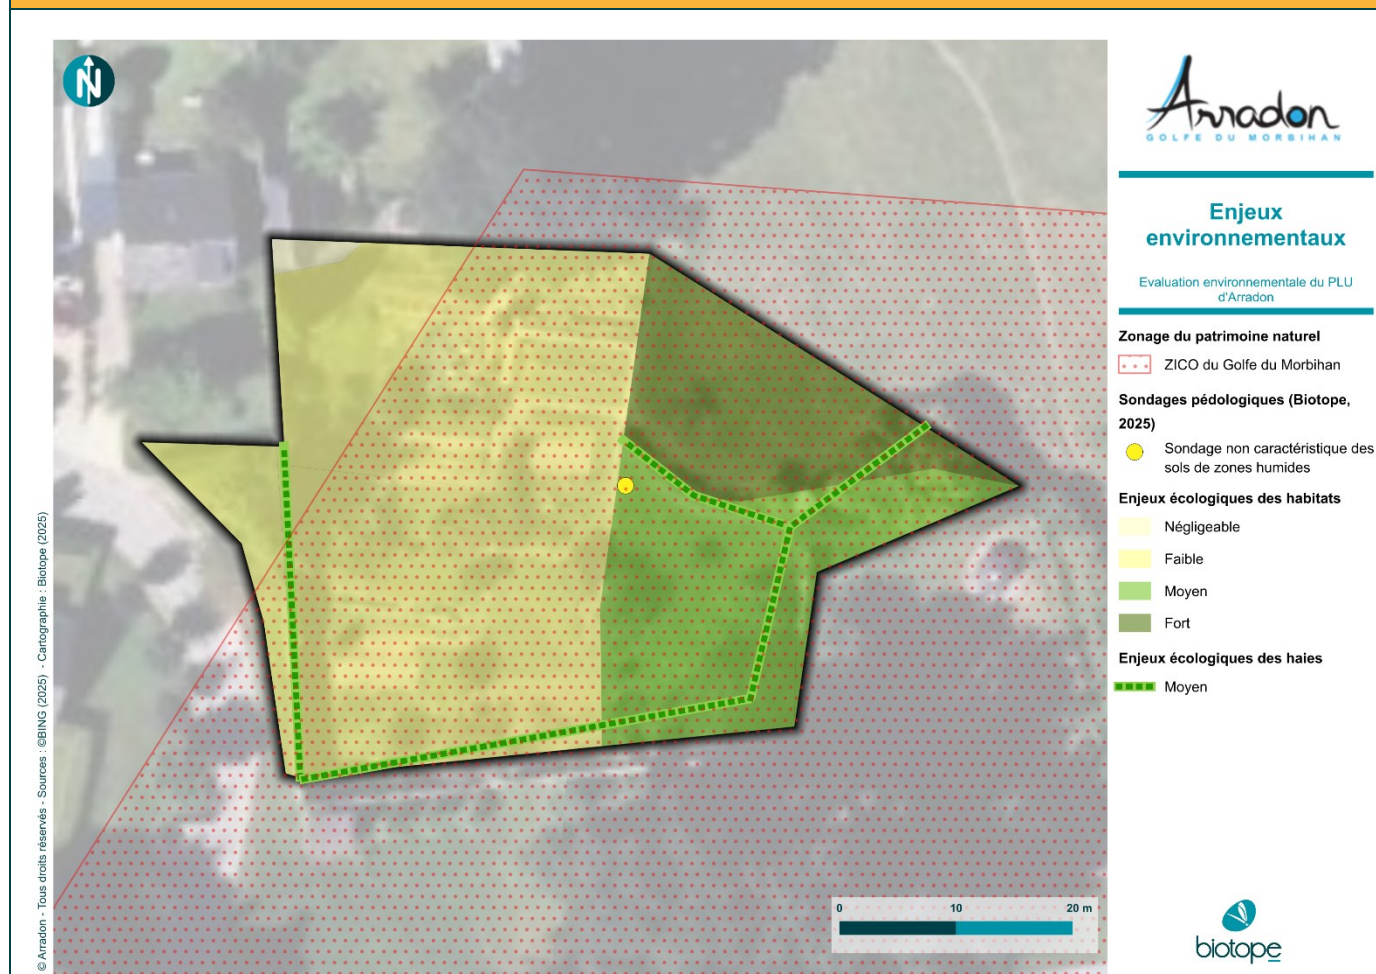 N
Arradon
GOLFE DU MORBIHAN
Enjeux
environnementaux
Evaluation environnementale du PLU
d'Arradon
Zonage du patrimoine naturel
ZICO du Golfe du Morbihan
Sondages pédologiques (Biotope,
2025)
Sondage non caractéristique des
sols de zones humides
Enjeux écologiques des habitats
Négligeable
Faible
Moyen
Fort
Enjeux écologiques des haies
Moyen
0 10 20 m
biotope
© Arradon - Tous droits réservés - Sources : ©BING (2025) - Cartographie : Biotope (2025)